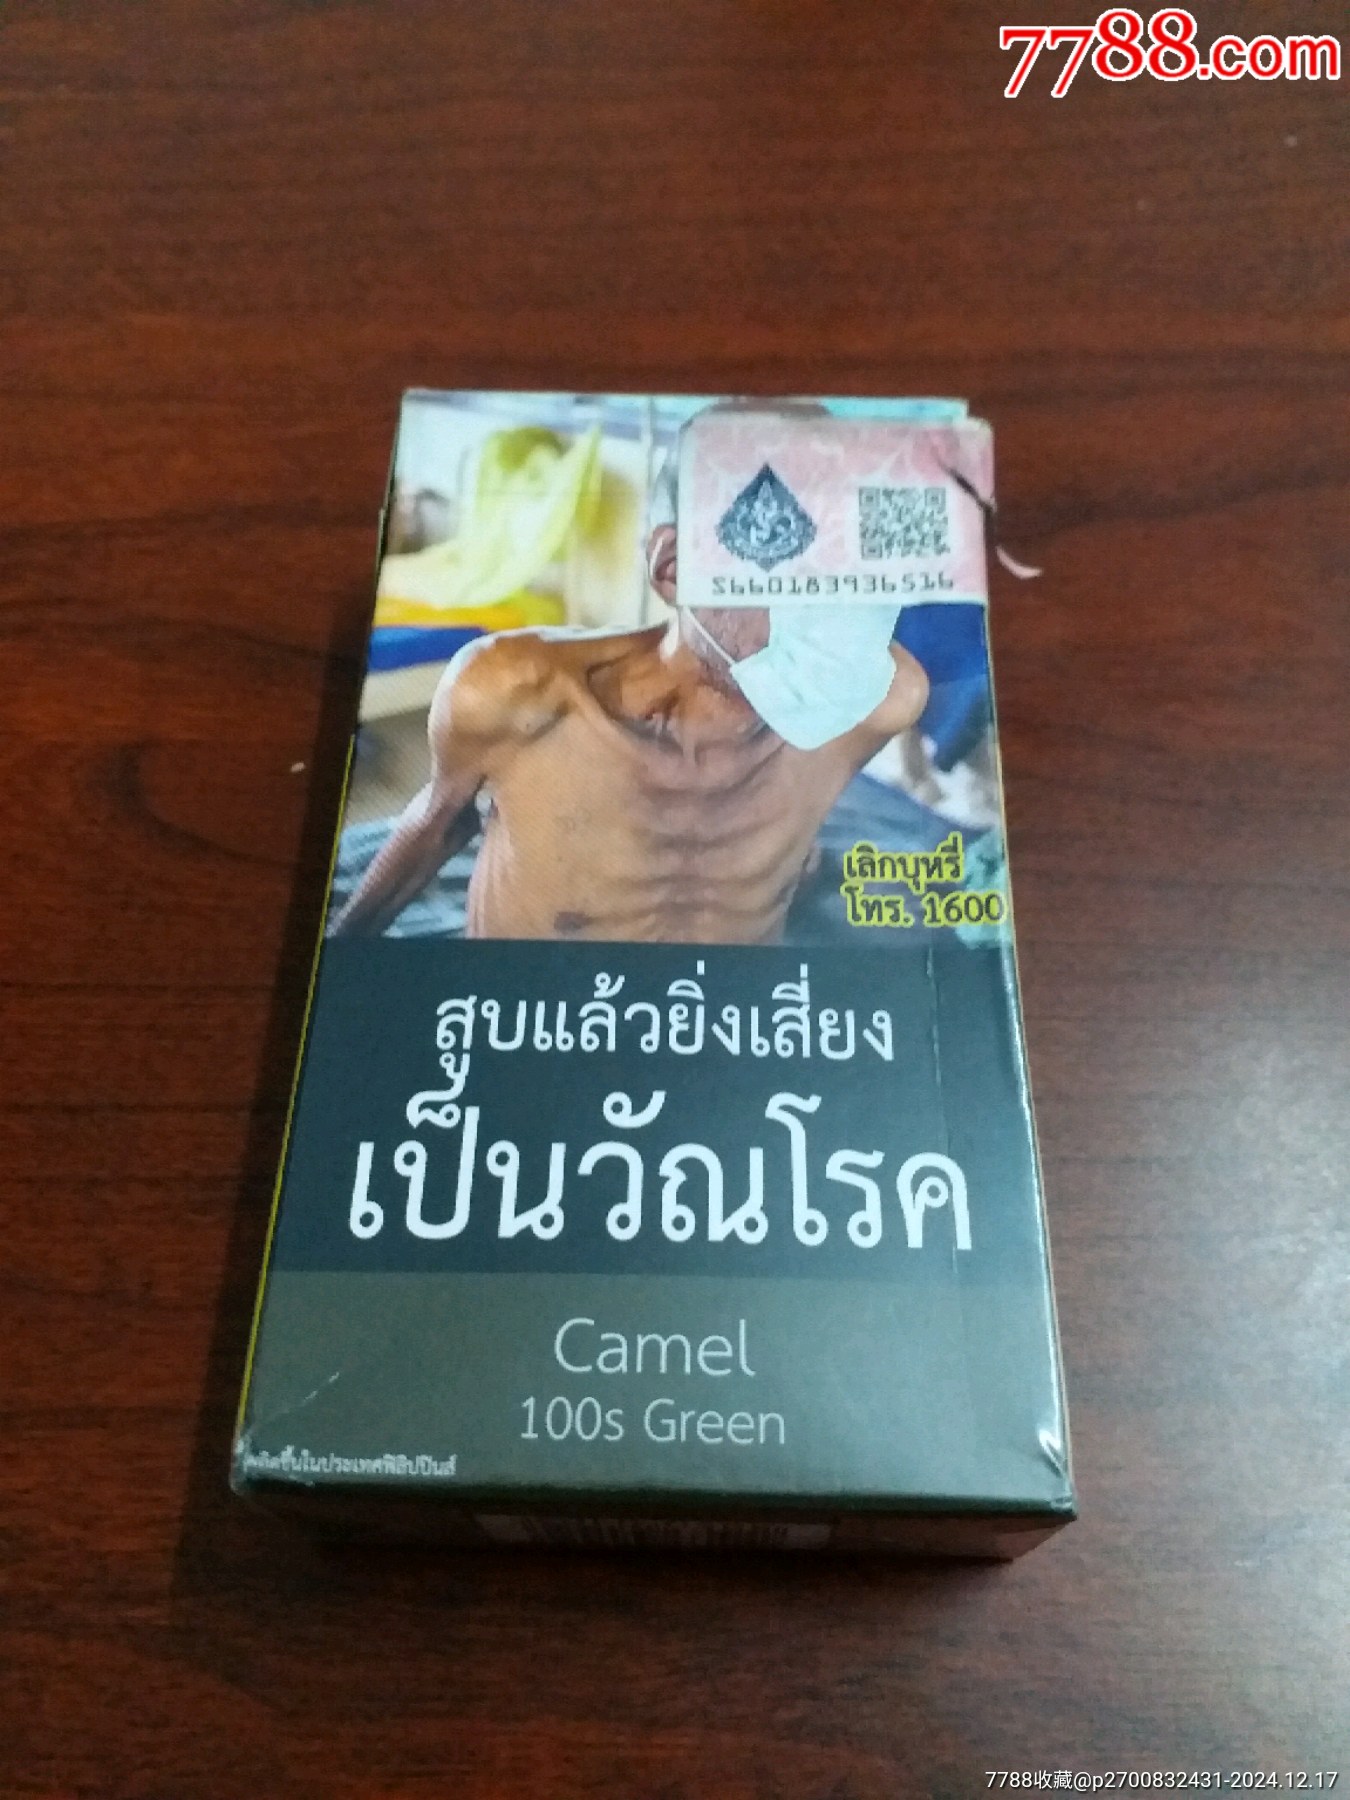 7788.com
S660183936516
เลิกบุหรี่
โทร. 1600
สูบแล้วยิ่งเสี่ยง
เป็นวัณโรค
Camel
100s Green
ผลิตขึ้นในประเทศฟิลิปปินส์
7788收藏@p2700832431-2024.12.17